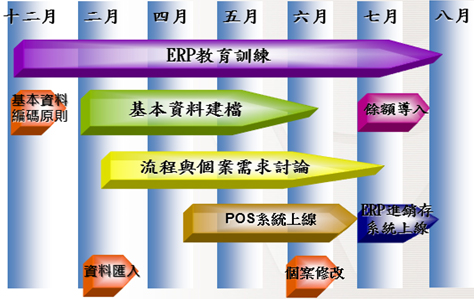 十二月 二月 四月 五月 六月 七月 八月
ERP教育訓練
基本資料
編碼原則
基本資料建檔
餘額導入
流程與個案需求討論
POS系統上線
ERP進銷存
系統上線
資料匯入
個案修改